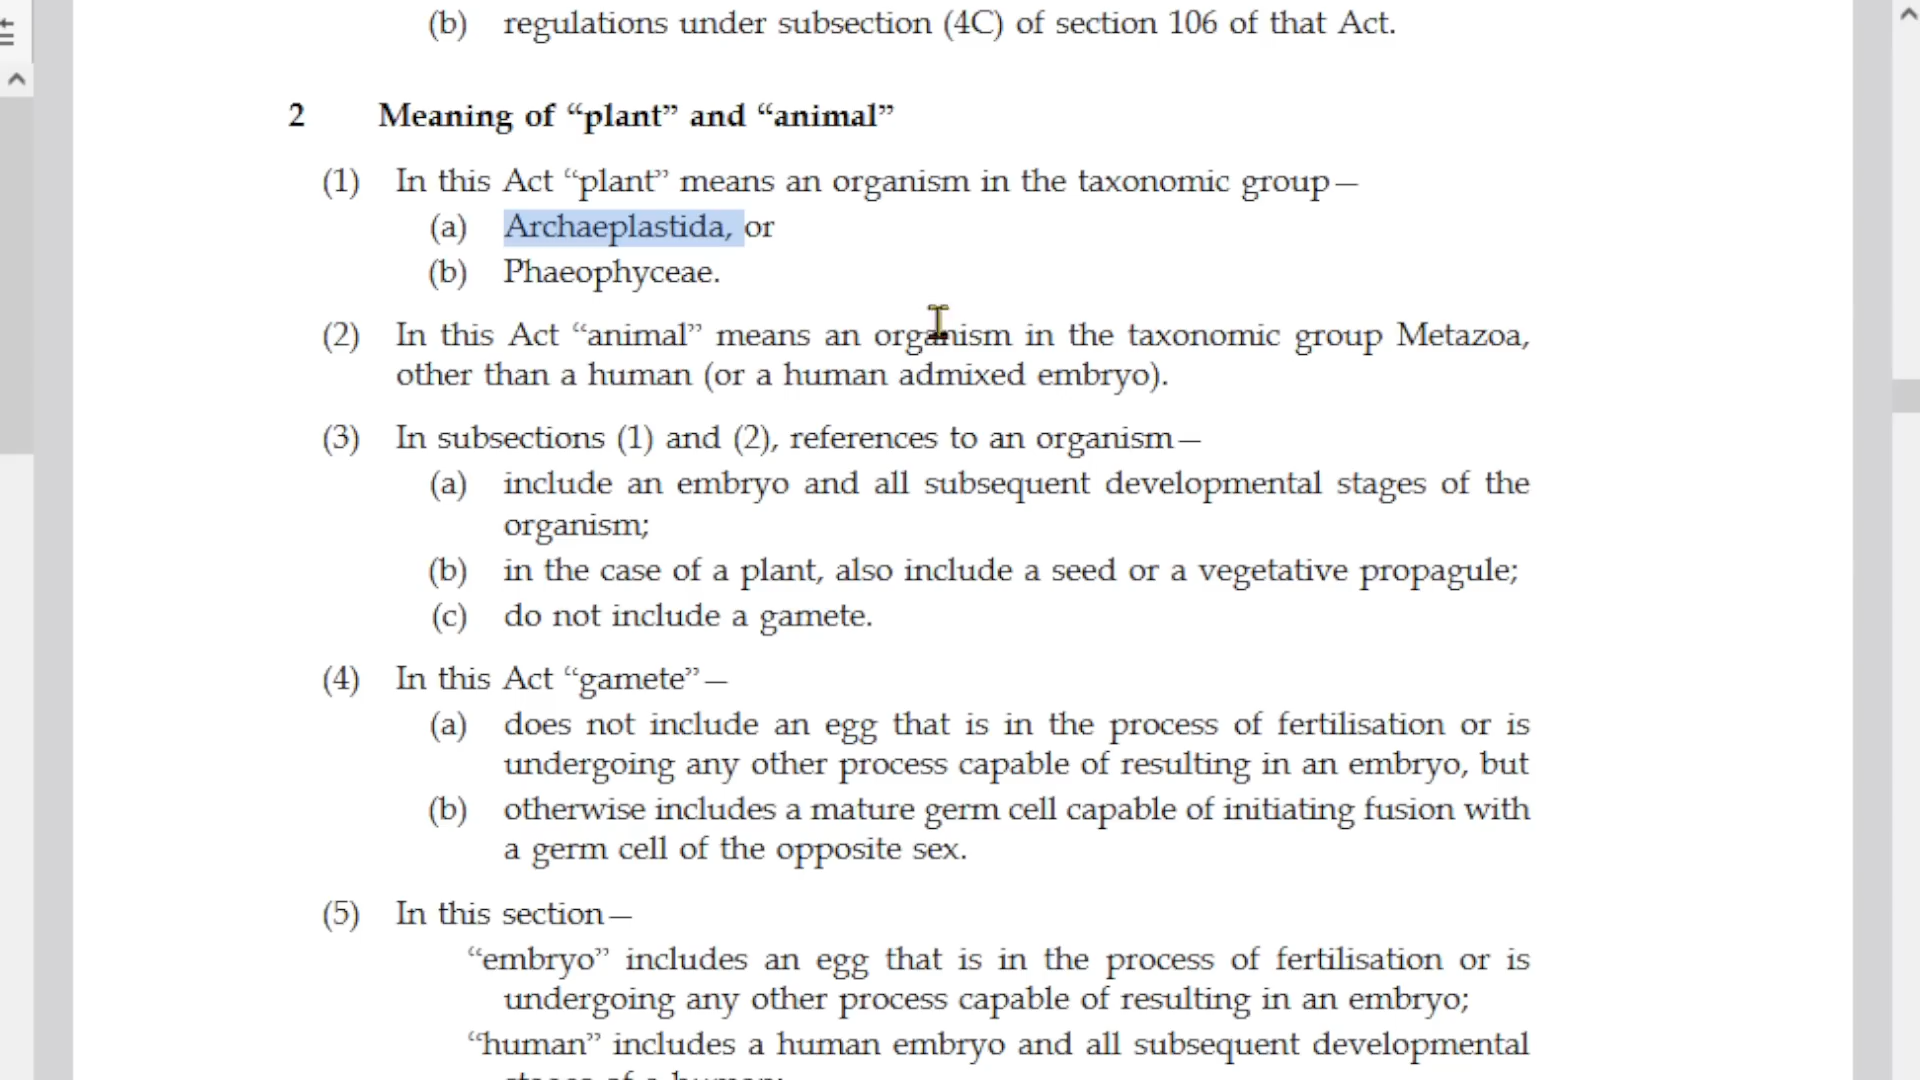 (b) regulations under subsection (4C) of section 106 of that Act.
2 Meaning of “plant” and “animal”
(1) In this Act “plant” means an organism in the taxonomic group—
(a) Archaeplastida, or
(b) Phaeophyceae.
(2) In this Act “animal” means an organism in the taxonomic group Metazoa,
other than a human (or a human admixed embryo).
(3) In subsections (1) and (2), references to an organism—
(a) include an embryo and all subsequent developmental stages of the
organism;
(b) in the case of a plant, also include a seed or a vegetative propagule;
(c) do not include a gamete.
(4) In this Act “gamete”—
(a) does not include an egg that is in the process of fertilisation or is
undergoing any other process capable of resulting in an embryo, but
(b) otherwise includes a mature germ cell capable of initiating fusion with
a germ cell of the opposite sex.
(5) In this section—
“embryo” includes an egg that is in the process of fertilisation or is
undergoing any other process capable of resulting in an embryo;
“human” includes a human embryo and all subsequent developmental
stages of a human;